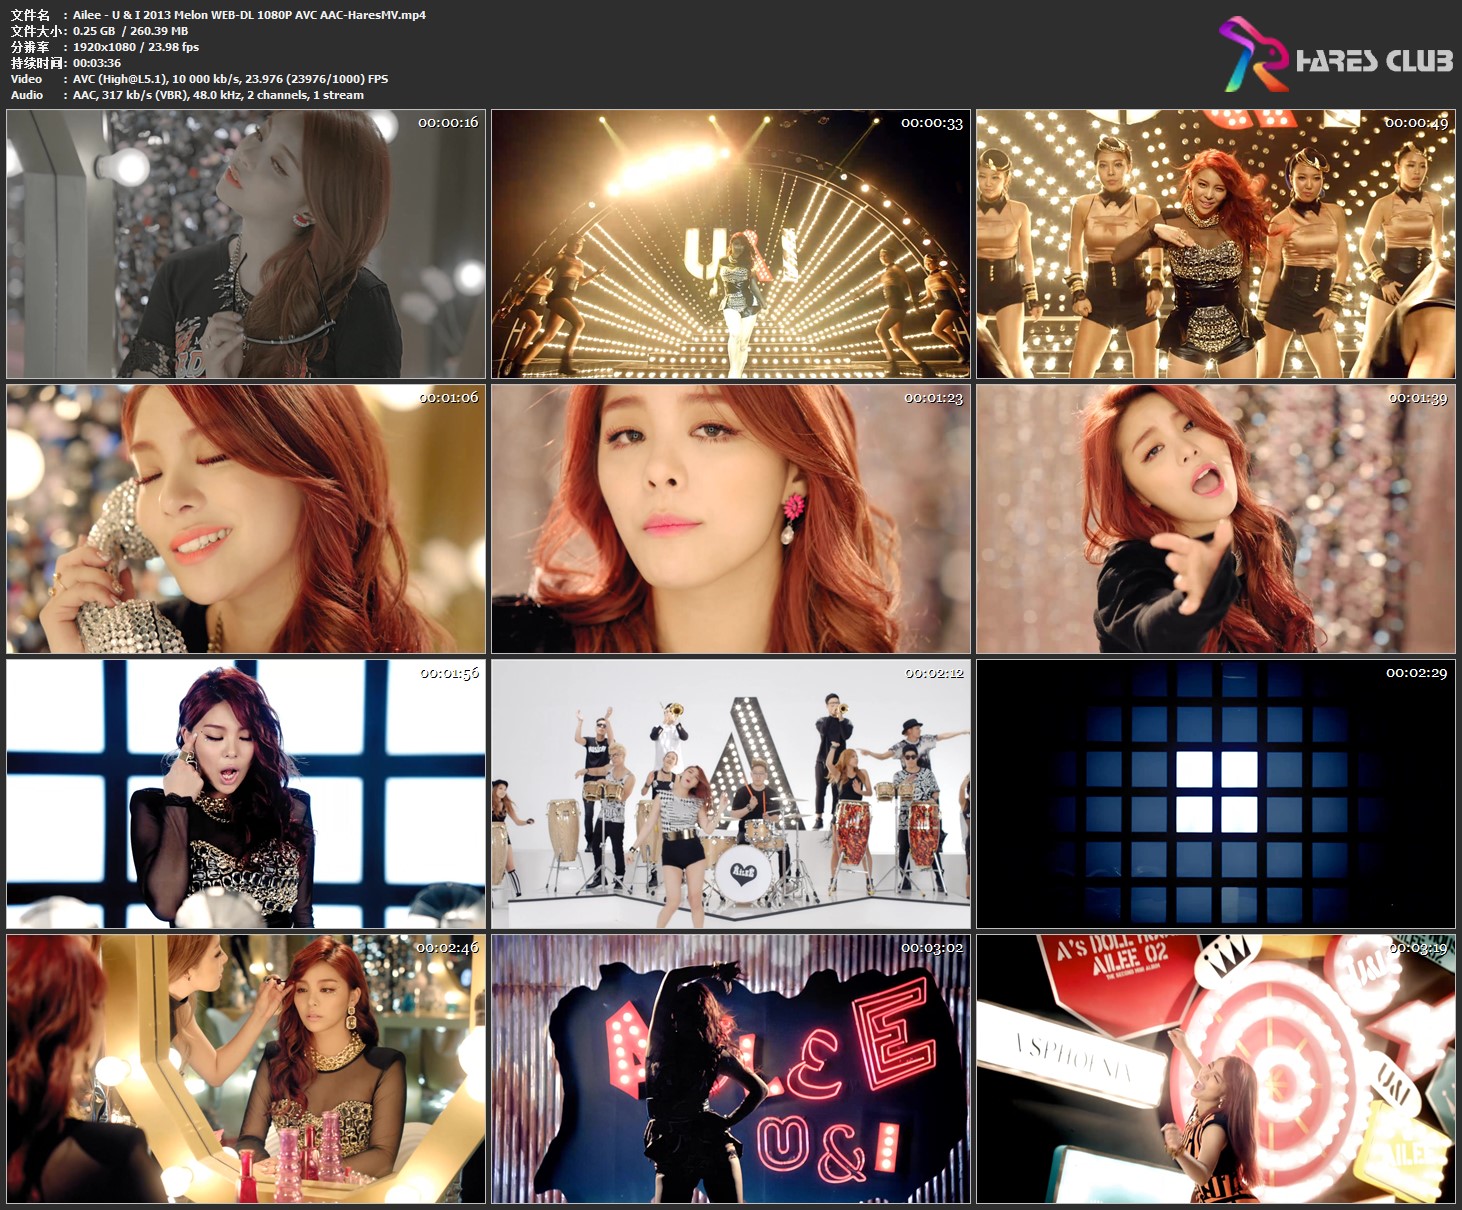 文件名 : Ailee - U & I 2013 Melon WEB-DL 1080P AVC AAC-HaresMV.mp4
文件大小 : 0.25 GB / 260.39 MB
分辨率 : 1920x1080 / 23.98 fps
持续时间 : 00:03:36
Video : AVC (High@L5.1), 10 000 kb/s, 23.976 (23976/1000) FPS
Audio : AAC, 317 kb/s (VBR), 48.0 kHz, 2 channels, 1 stream
HARES CLUB
00:00:16
00:00:33
U & I
00:00:49
00:01:06
00:01:23
00:01:39
00:01:56
00:02:12
A
AiLEE
00:02:29
00:02:46
00:03:02
U & I
00:03:19
A'S DOLL
AILEE 02
THE SECOND MINI ALBUM
VSPHOENIX
U&I
U&I
AILEE